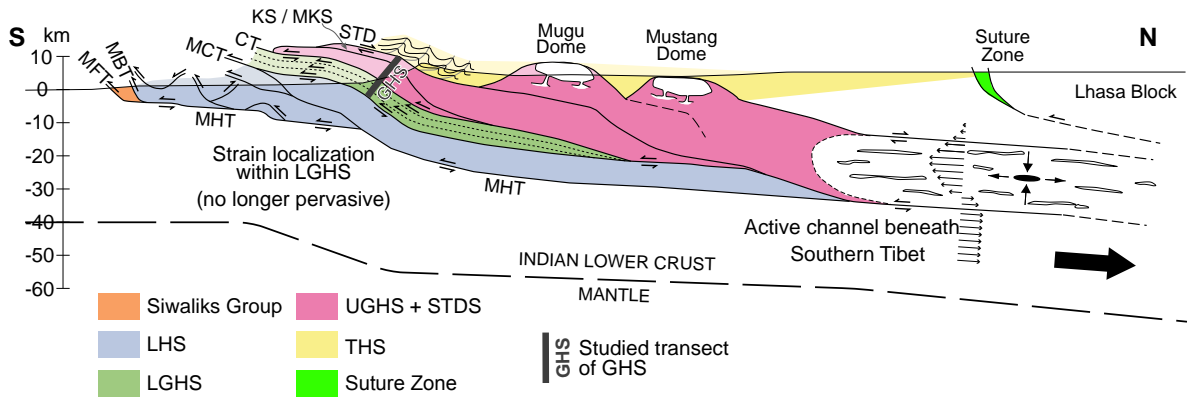 S
km
10
0
-10
-20
-30
-40
-50
-60
MFT
MBT
MCT
CT
KS / MKS
STD
GHS
Mugu
Dome
Mustang
Dome
Suture
Zone
N
Lhasa Block
MHT
Strain localization
within LGHS
(no longer pervasive)
MHT
Active channel beneath
Southern Tibet
INDIAN LOWER CRUST
MANTLE
Siwaliks Group
LHS
LGHS
UGHS + STDS
THS
Suture Zone
GHS
Studied transect
of GHS